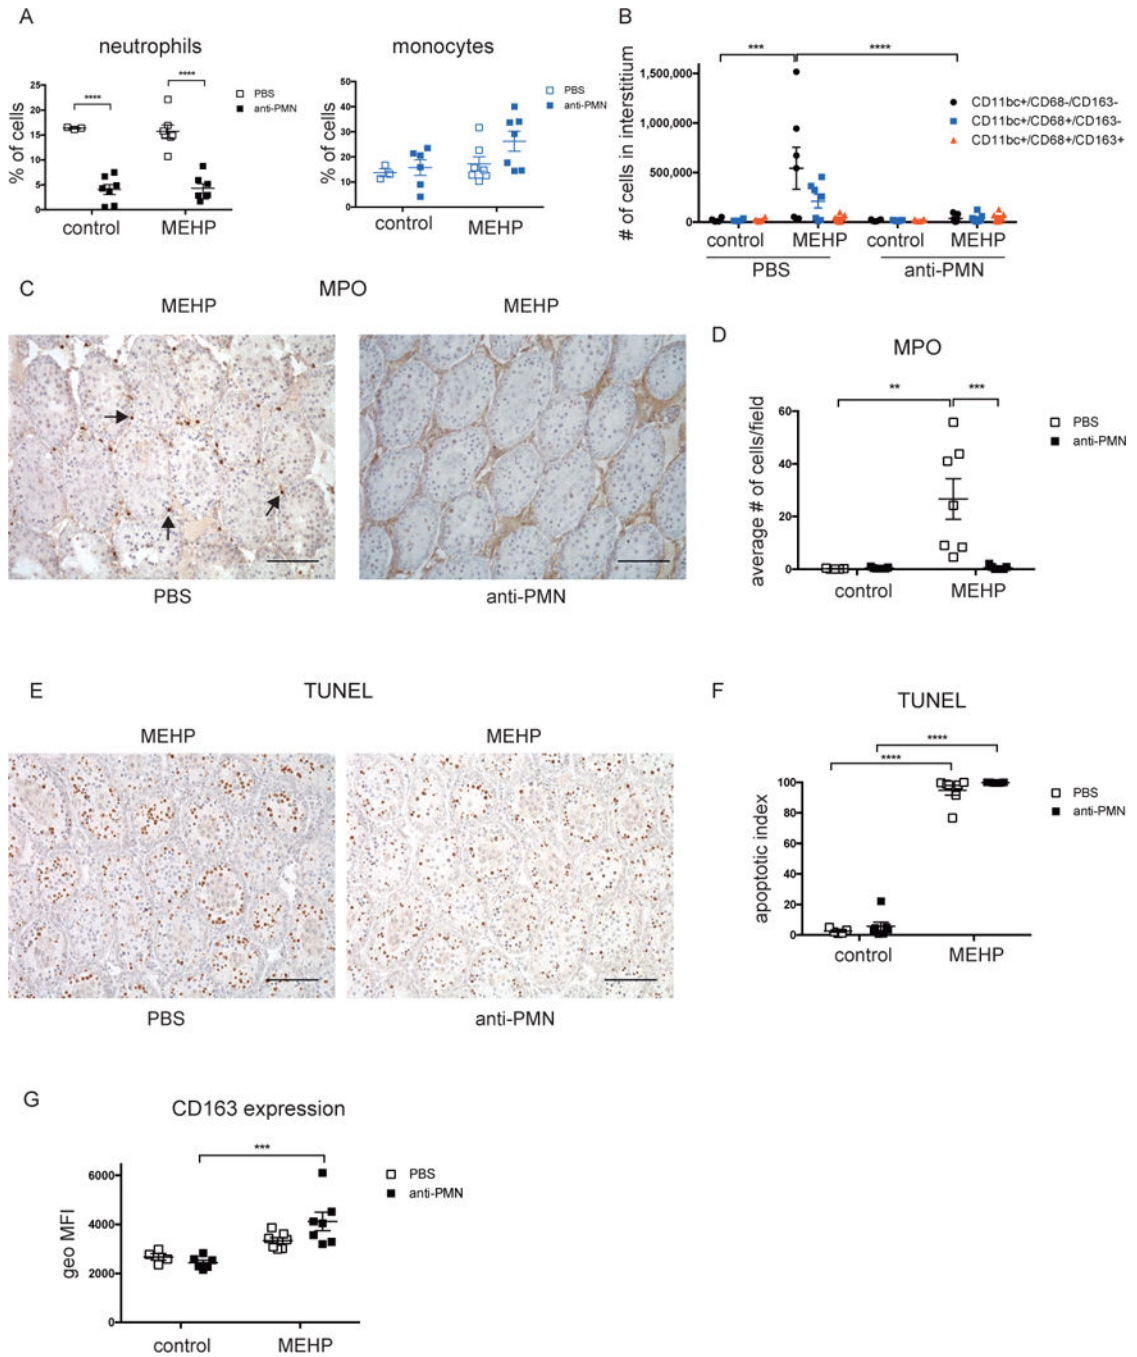 A
neutrophils
% of cells
25
20
15
10
5
0
****
****
PBS
anti-PMN
control
MEHP
monocytes
% of cells
50
40
30
20
10
0
PBS
anti-PMN
control
MEHP
B
# of cells in interstitium
1,500,000
1,000,000
500,000
0
***
****
CD11bc+/CD68-/CD163-
CD11bc+/CD68+/CD163-
CD11bc+/CD68+/CD163+
control
MEHP
control
MEHP
PBS
anti-PMN
C
MPO
MEHP
MEHP
PBS
anti-PMN
D
MPO
average # of cells/field
60
40
20
0
**
***
PBS
anti-PMN
control
MEHP
E
TUNEL
MEHP
MEHP
PBS
anti-PMN
F
TUNEL
apoptotic index
100
80
60
40
20
0
****
****
PBS
anti-PMN
control
MEHP
G
CD163 expression
geo MFI
6000
4000
2000
0
***
PBS
anti-PMN
control
MEHP